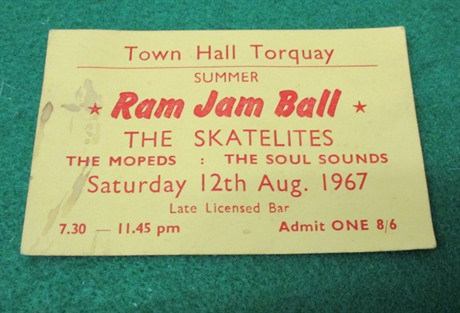 Town Hall Torquay
SUMMER
★ Ram Jam Ball ★
THE SKATELITES
THE MOPEDS : THE SOUL SOUNDS
Saturday 12th Aug. 1967
Late Licensed Bar
7.30 — 11.45 pm Admit ONE 8/6